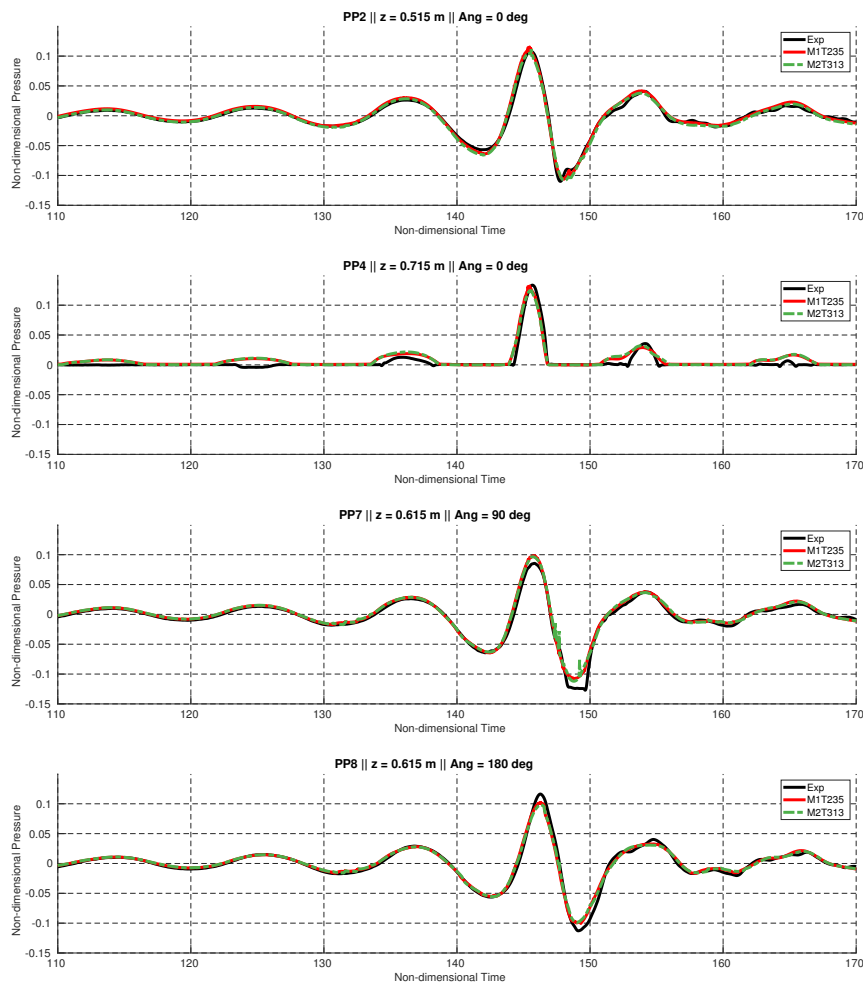 PP2 || z = 0.515 m || Ang = 0 deg
Non-dimensional Pressure
0.1
0.05
0
-0.05
-0.1
-0.15
Exp
M1T235
M2T313
110 120 130 140 150 160 170
Non-dimensional Time
PP4 || z = 0.715 m || Ang = 0 deg
Non-dimensional Pressure
0.1
0.05
0
-0.05
-0.1
-0.15
Exp
M1T235
M2T313
110 120 130 140 150 160 170
Non-dimensional Time
PP7 || z = 0.615 m || Ang = 90 deg
Non-dimensional Pressure
0.1
0.05
0
-0.05
-0.1
-0.15
Exp
M1T235
M2T313
110 120 130 140 150 160 170
Non-dimensional Time
PP8 || z = 0.615 m || Ang = 180 deg
Non-dimensional Pressure
0.1
0.05
0
-0.05
-0.1
-0.15
Exp
M1T235
M2T313
110 120 130 140 150 160 170
Non-dimensional Time